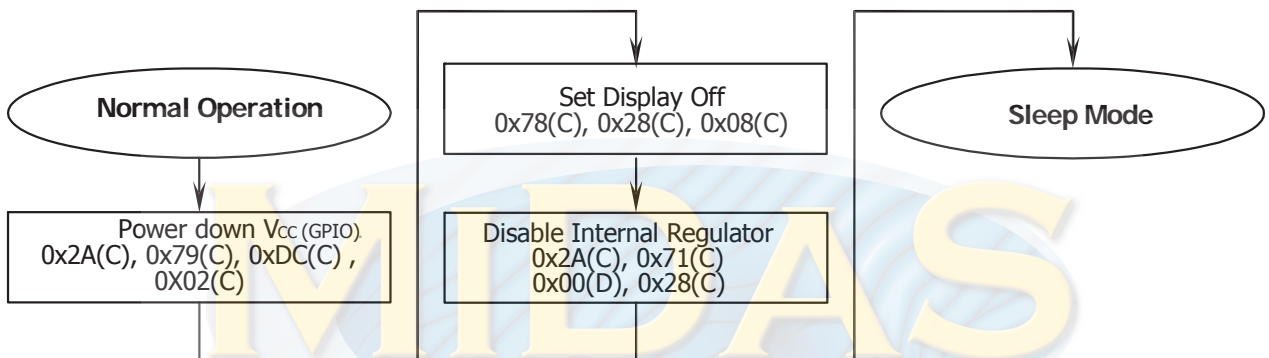 Normal Operation
Power down VCC (GPIO)
0x2A(C), 0x79(C), 0xDC(C) ,
0X02(C)
Set Display Off
0x78(C), 0x28(C), 0x08(C)
Disable Internal Regulator
0x2A(C), 0x71(C)
0x00(D), 0x28(C)
Sleep Mode
MIDAS